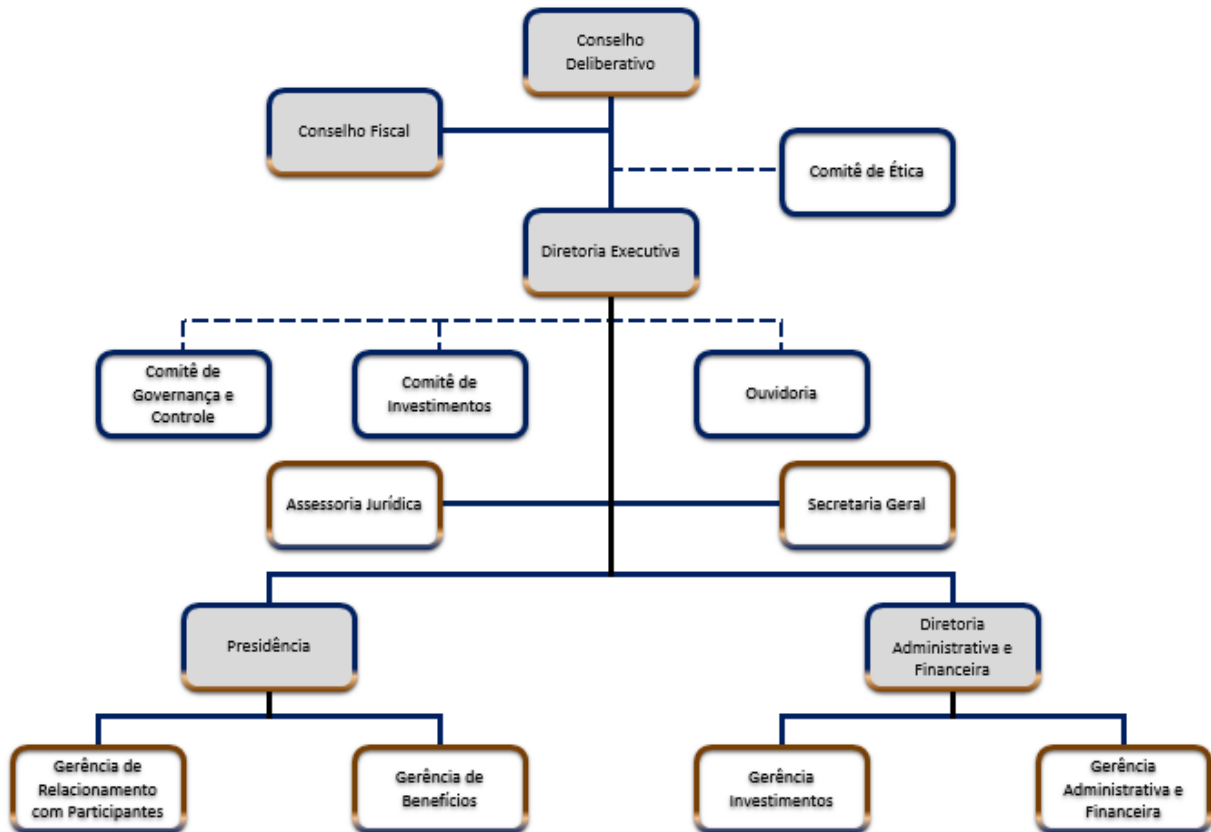 Conselho
Deliberativo
Conselho Fiscal
Comitê de Ética
Diretoria Executiva
Comitê de
Governança e
Controle
Comitê de
Investimentos
Ouvidoria
Assessoria Jurídica
Secretaria Geral
Presidência
Diretoria
Administrativa e
Financeira
Gerência de
Relacionamento
com Participantes
Gerência de
Benefícios
Gerência
Investimentos
Gerência
Administrativa e
Financeira